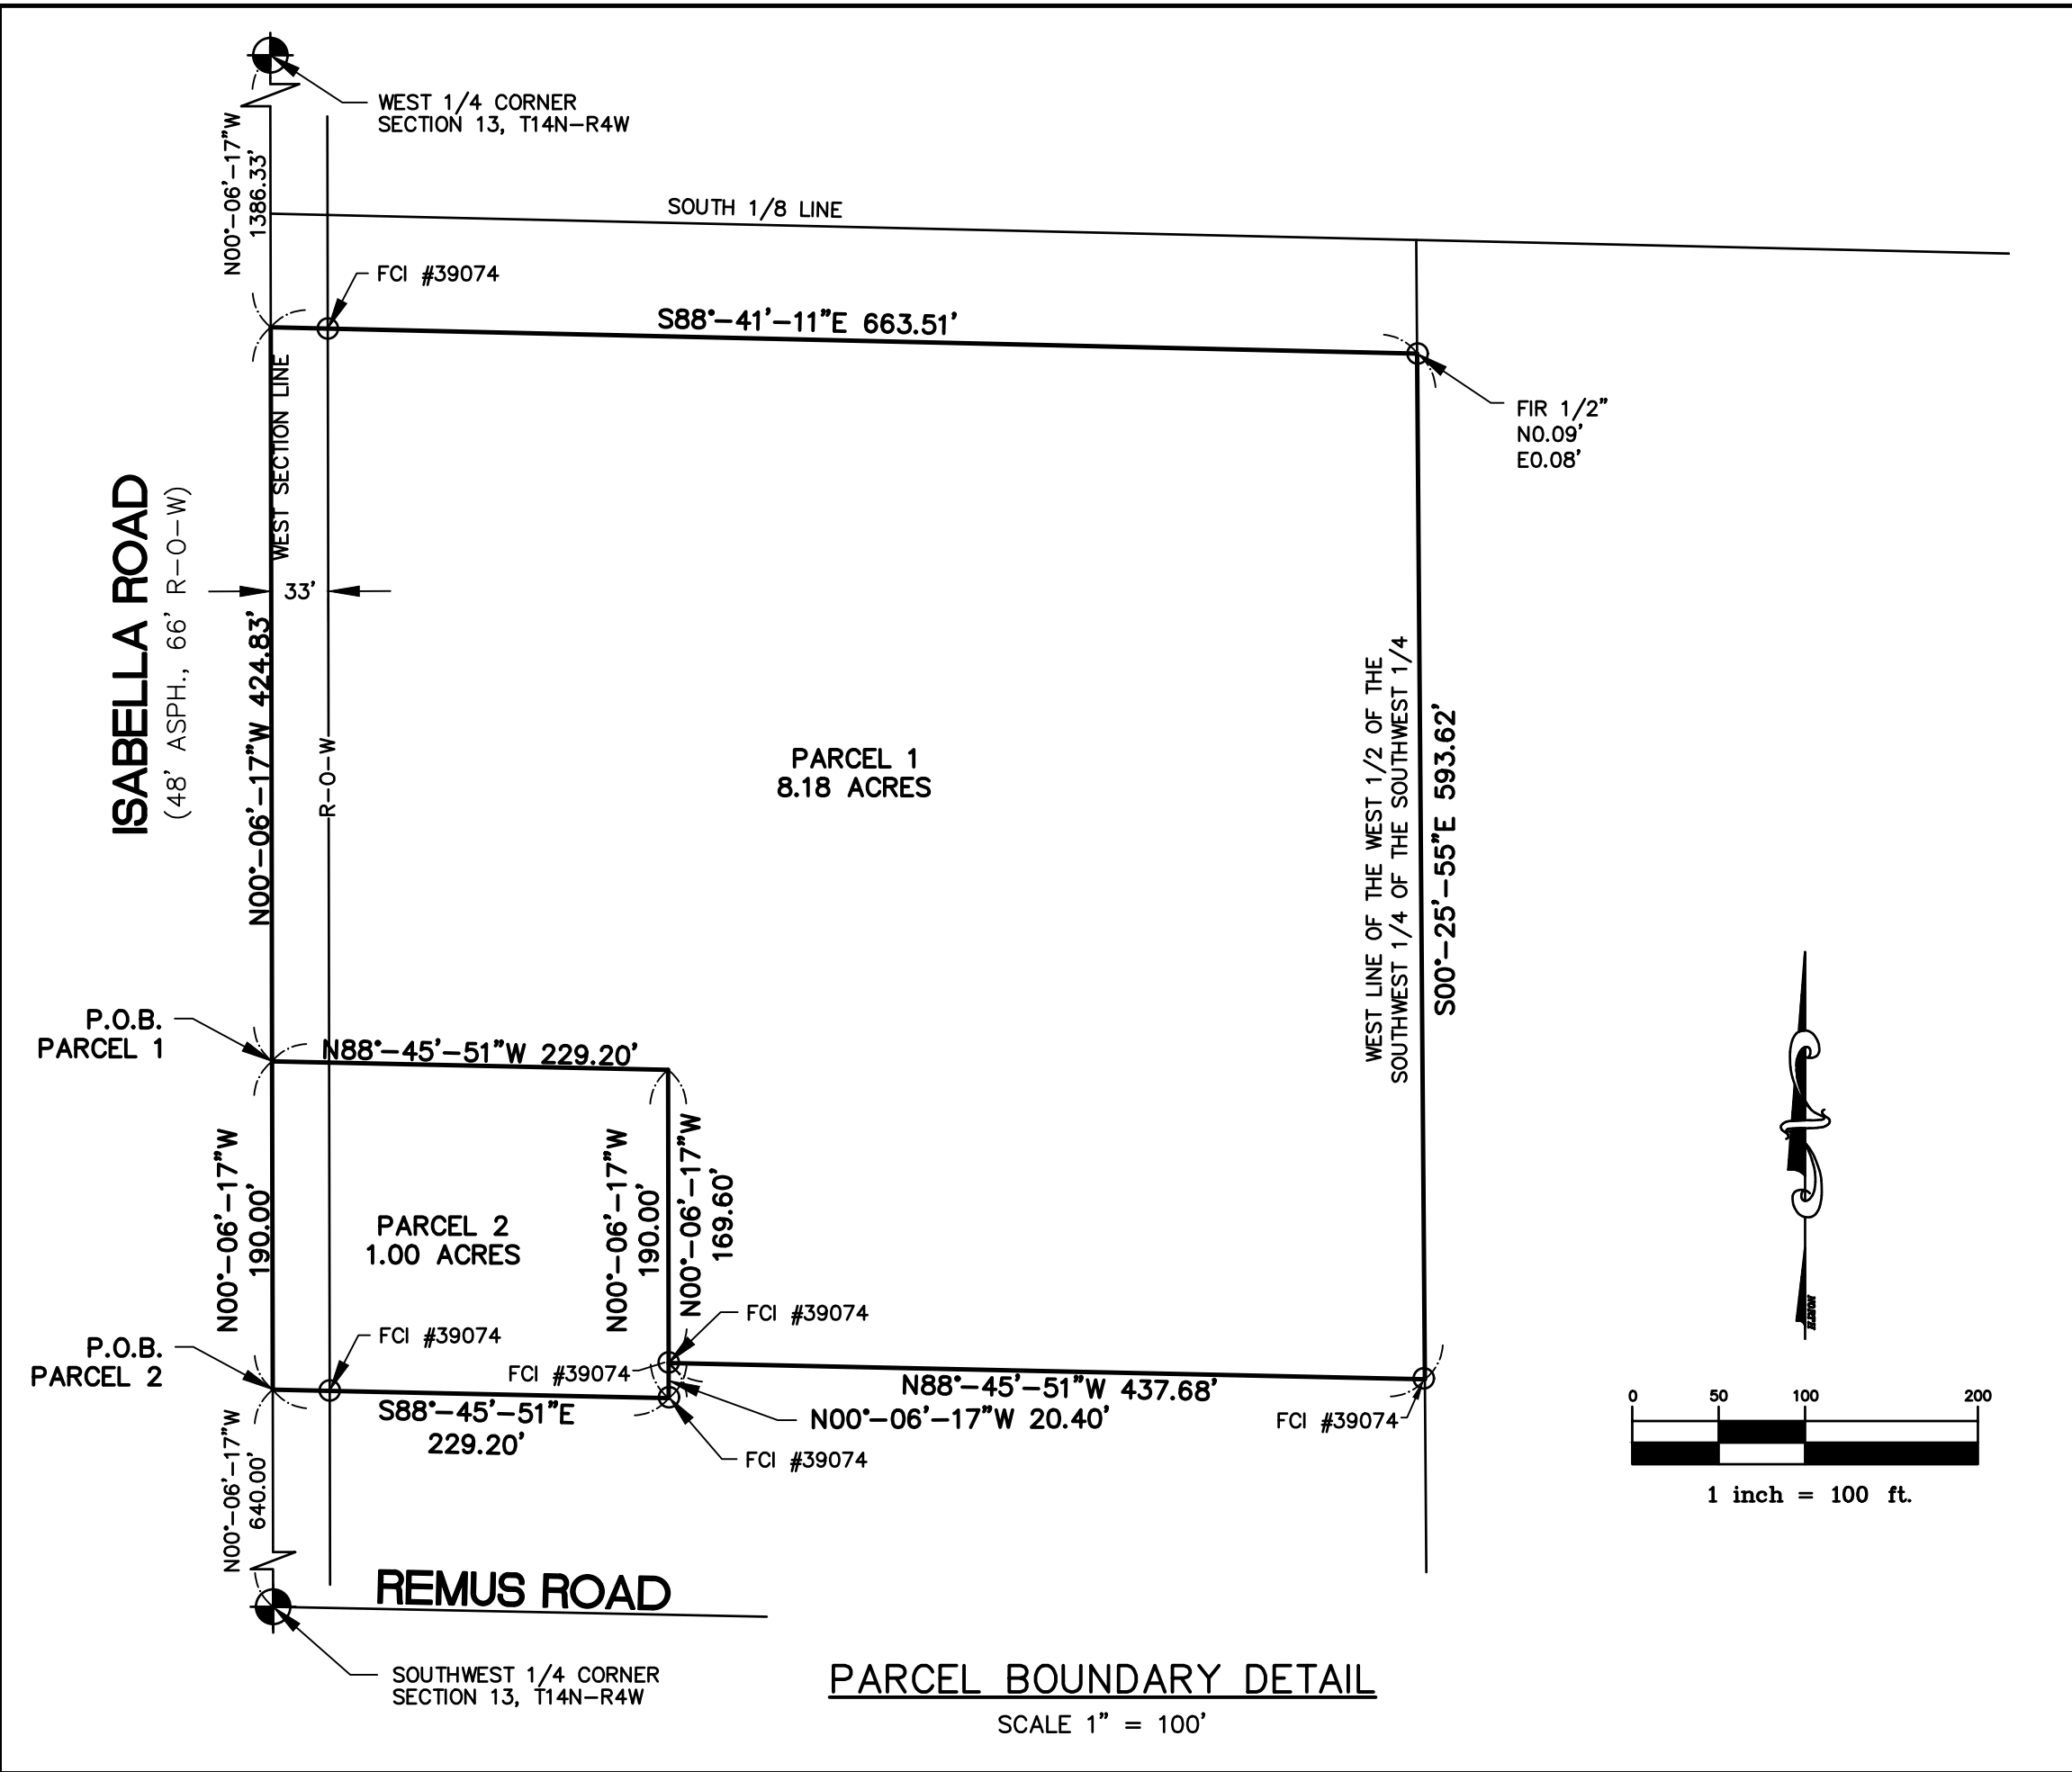 WEST 1/4 CORNER
SECTION 13, T14N-R4W
N00°-06'-17"W
1386.33'
SOUTH 1/8 LINE
FCI #39074
S88°-41'-11"E 663.51'
FIR 1/2"
N0.09'
E0.08'
WEST SECTION LINE
ISABELLA ROAD
(48' ASPH., 66' R-O-W)
33'
N00°-06'-17"W 424.83'
R-O-W
PARCEL 1
8.18 ACRES
WEST LINE OF THE WEST 1/2 OF THE
SOUTHWEST 1/4 OF THE SOUTHWEST 1/4
S00°-25'-55"E 593.62'
P.O.B.
PARCEL 1
N88°-45'-51"W 229.20'
N00°-06'-17"W
190.00'
PARCEL 2
1.00 ACRES
N00°-06'-17"W
190.00'
N00°-06'-17"W
169.60'
NORTH
P.O.B.
PARCEL 2
FCI #39074
FCI #39074
FCI #39074
S88°-45'-51"E
229.20'
N88°-45'-51"W 437.68'
N00°-06'-17"W 20.40'
FCI #39074
FCI #39074
0 50 100 200
1 inch = 100 ft.
N00°-06'-17"W
640.00'
REMUS ROAD
SOUTHWEST 1/4 CORNER
SECTION 13, T14N-R4W
PARCEL BOUNDARY DETAIL
SCALE 1" = 100'